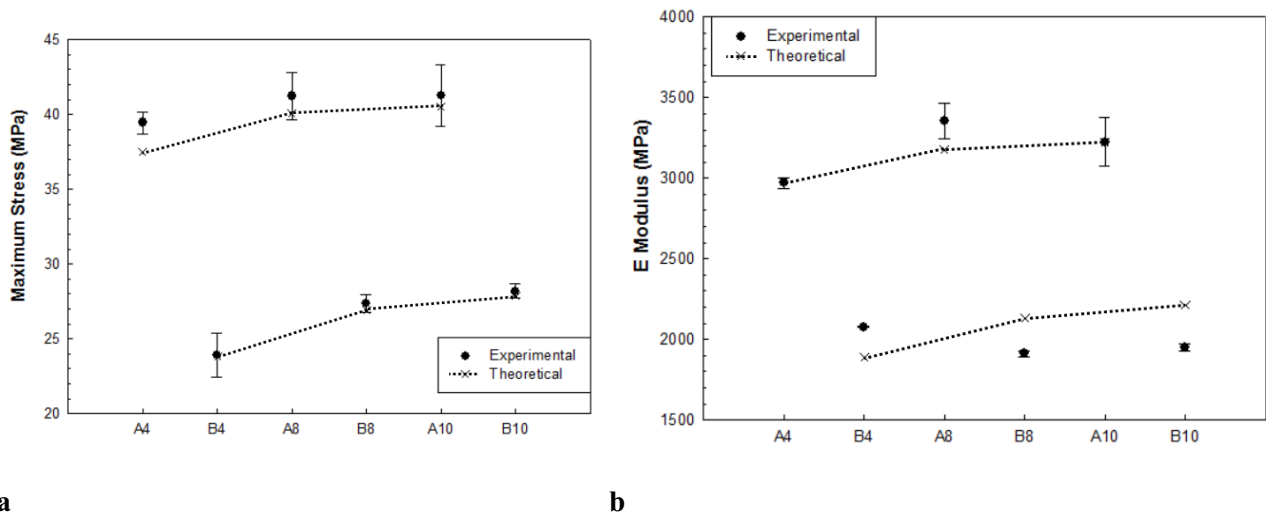 45
40
35
30
25
20
Maximum Stress (MPa)
Experimental
Theoretical
A4 B4 A8 B8 A10 B10
a
4000
3500
3000
2500
2000
1500
E Modulus (MPa)
Experimental
Theoretical
A4 B4 A8 B8 A10 B10
b